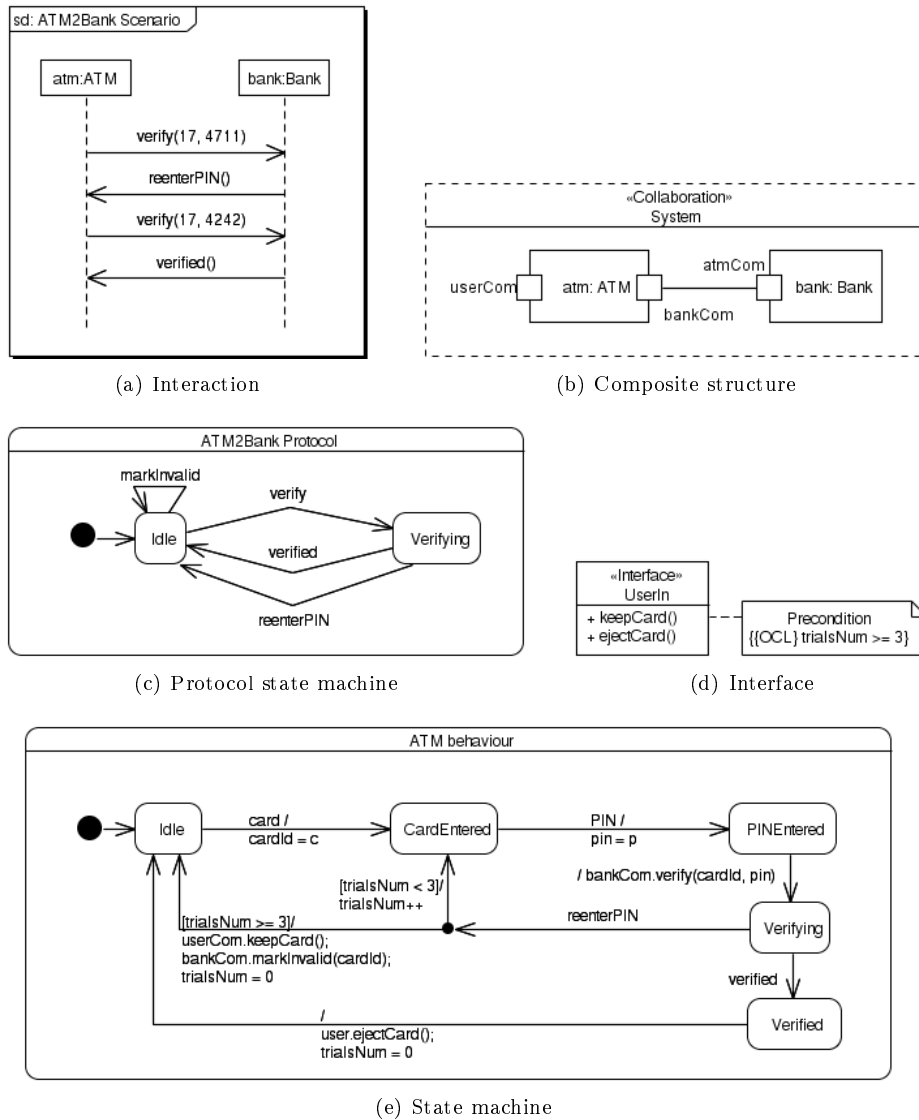 sd: ATM2Bank Scenario
atm:ATM
bank:Bank
verify(17, 4711)
reenterPIN()
verify(17, 4242)
verified()
(a) Interaction
«Collaboration»
System
userCom
atm: ATM
atmCom
bankCom
bank: Bank
(b) Composite structure
ATM2Bank Protocol
markInvalid
verify
Idle
verified
Verifying
reenterPIN
(c) Protocol state machine
«Interface»
UserIn
+ keepCard()
+ ejectCard()
Precondition
{{OCL} trialsNum >= 3}
(d) Interface
ATM behaviour
Idle
card /
cardId = c
CardEntered
PIN /
pin = p
PINEntered
/ bankCom.verify(cardId, pin)
[trialsNum < 3]/
trialsNum++
reenterPIN
Verifying
[trialsNum >= 3]/
userCom.keepCard();
bankCom.markInvalid(cardId);
trialsNum = 0
verified
Verified
/
user.ejectCard();
trialsNum = 0
(e) State machine